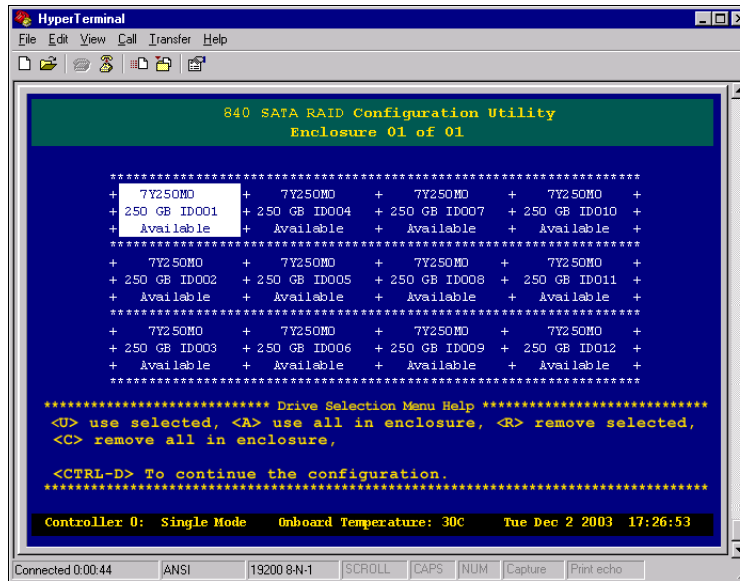 HyperTerminal
File Edit View Call Transfer Help
840 SATA RAID Configuration Utility
Enclosure 01 of 01
*******************************************************************
+ 7Y250M0 + 7Y250M0 + 7Y250M0 + 7Y250M0 +
+ 250 GB ID001 + 250 GB ID004 + 250 GB ID007 + 250 GB ID010 +
+ Available + Available + Available + Available +
*******************************************************************
+ 7Y250M0 + 7Y250M0 + 7Y250M0 + 7Y250M0 +
+ 250 GB ID002 + 250 GB ID005 + 250 GB ID008 + 250 GB ID011 +
+ Available + Available + Available + Available +
*******************************************************************
+ 7Y250M0 + 7Y250M0 + 7Y250M0 + 7Y250M0 +
+ 250 GB ID003 + 250 GB ID006 + 250 GB ID009 + 250 GB ID012 +
+ Available + Available + Available + Available +
*******************************************************************
***************************** Drive Selection Menu Help *****************************
<U> use selected, <A> use all in enclosure, <R> remove selected,
<C> remove all in enclosure,
<CTRL-D> To continue the configuration.
*************************************************************************************
Controller 0: Single Mode Onboard Temperature: 30C Tue Dec 2 2003 17:26:53
Connected 0:00:44 ANSI 19200 8-N-1 SCROLL CAPS NUM Capture Print echo